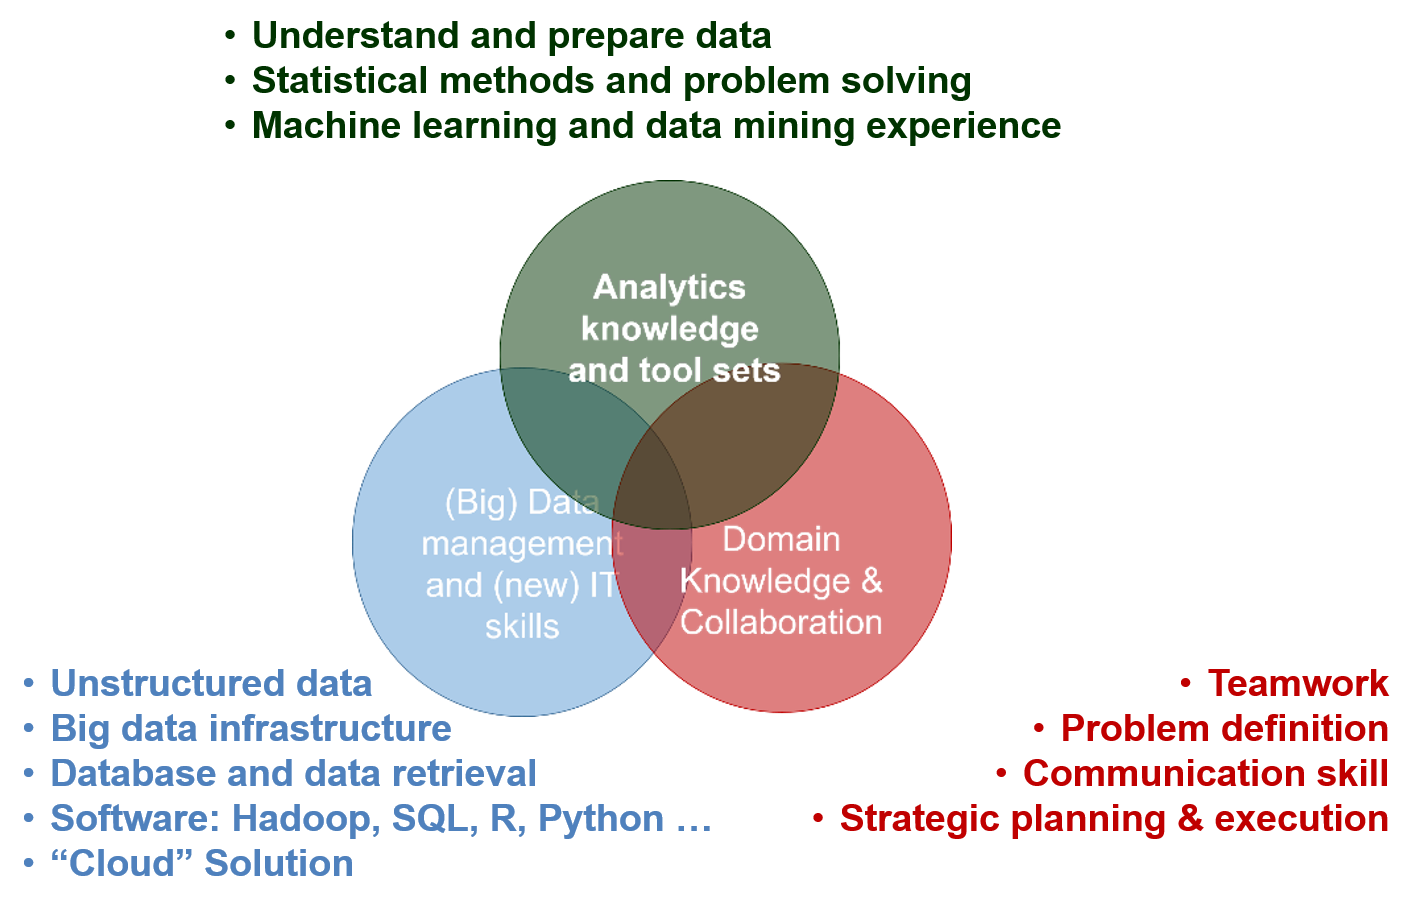 • Understand and prepare data
• Statistical methods and problem solving
• Machine learning and data mining experience
Analytics
knowledge
and tool sets
(Big) Data
management
and (new) IT
skills
Domain
Knowledge &
Collaboration
• Unstructured data
• Big data infrastructure
• Database and data retrieval
• Software: Hadoop, SQL, R, Python …
• “Cloud” Solution
• Teamwork
• Problem definition
• Communication skill
• Strategic planning & execution